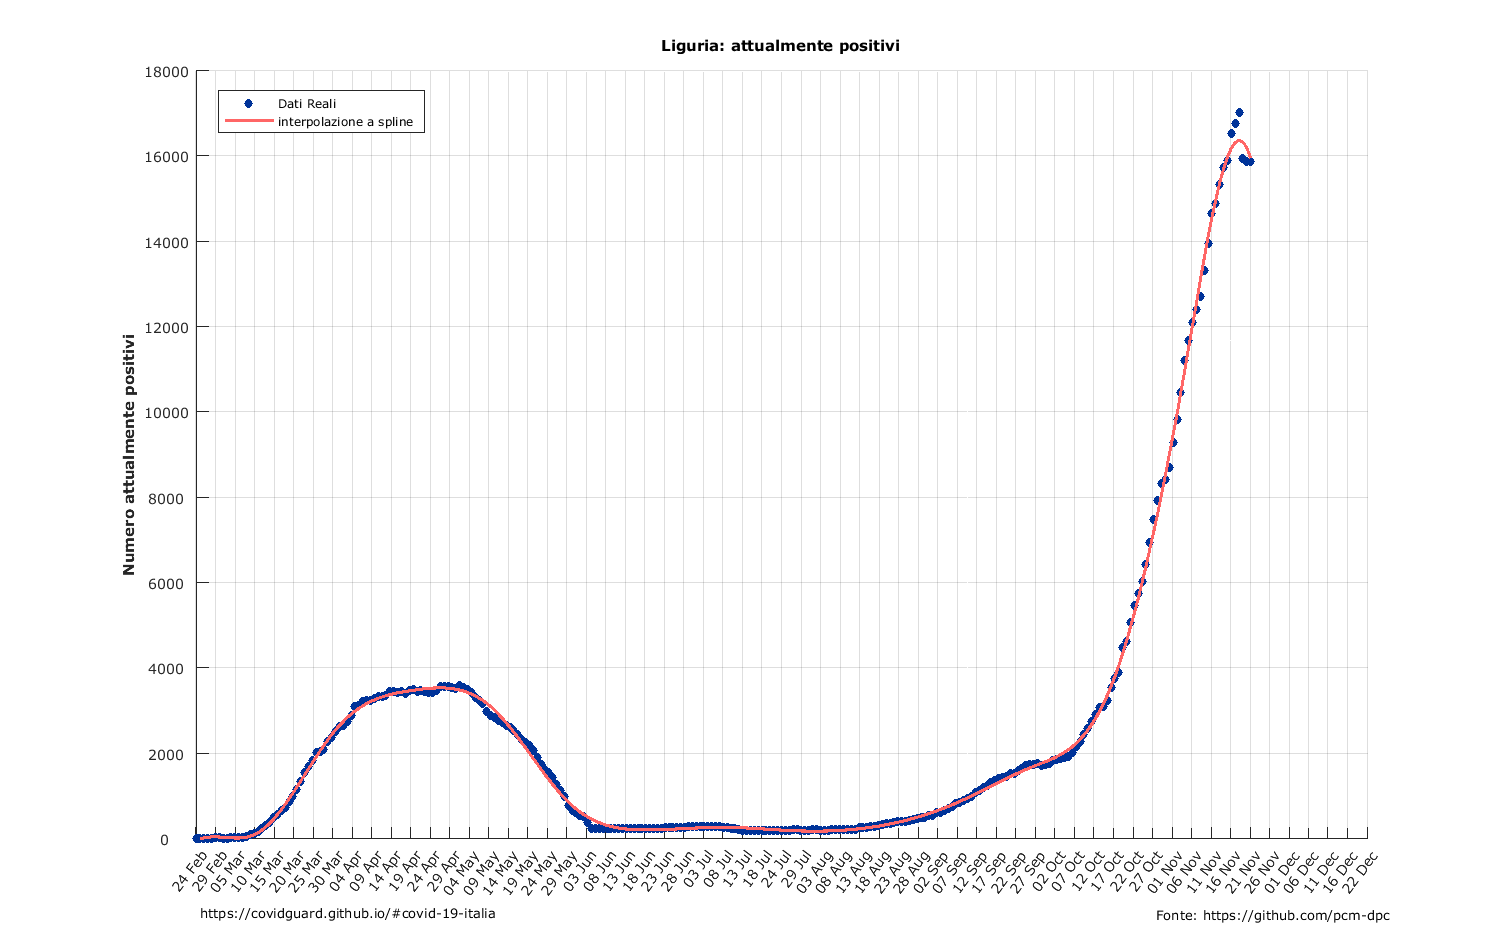 Liguria: attualmente positivi
Dati Reali
interpolazione a spline
Numero attualmente positivi
18000
16000
14000
12000
10000
8000
6000
4000
2000
0
24 Feb
29 Feb
05 Mar
10 Mar
15 Mar
20 Mar
25 Mar
30 Mar
04 Apr
09 Apr
14 Apr
19 Apr
24 Apr
29 Apr
04 May
09 May
14 May
19 May
24 May
29 May
03 Jun
08 Jun
13 Jun
18 Jun
23 Jun
28 Jun
03 Jul
08 Jul
13 Jul
18 Jul
24 Jul
29 Jul
03 Aug
08 Aug
13 Aug
18 Aug
23 Aug
28 Aug
02 Sep
07 Sep
12 Sep
17 Sep
22 Sep
27 Sep
02 Oct
07 Oct
12 Oct
17 Oct
22 Oct
27 Oct
01 Nov
06 Nov
11 Nov
16 Nov
21 Nov
26 Nov
01 Dec
06 Dec
11 Dec
16 Dec
22 Dec
https://covidguard.github.io/#covid-19-italia
Fonte: https://github.com/pcm-dpc